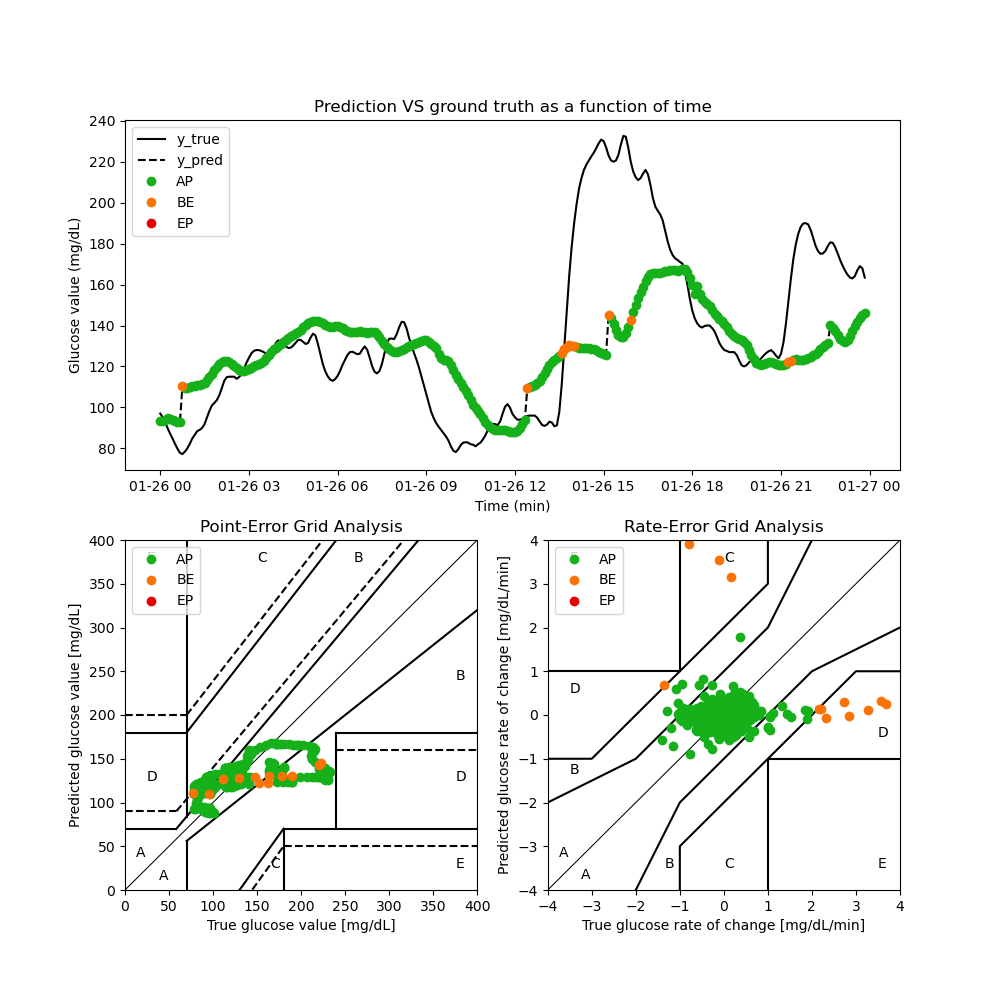 Prediction VS ground truth as a function of time
Glucose value (mg/dL)
240
220
200
180
160
140
120
100
80
y_true
y_pred
AP
BE
EP
01-26 00 01-26 03 01-26 06 01-26 09 01-26 12 01-26 15 01-26 18 01-26 21 01-27 00
Time (min)
Point-Error Grid Analysis
Predicted glucose value [mg/dL]
400
350
300
250
200
150
100
50
0
AP
BE
EP
C B
B
D D
A
A
C E
0 50 100 150 200 250 300 350 400
True glucose value [mg/dL]
Rate-Error Grid Analysis
Predicted glucose rate of change [mg/dL/min]
4
3
2
1
0
−1
−2
−3
−4
AP
BE
EP
C
D
D
B
A
A
B C E
−4 −3 −2 −1 0 1 2 3 4
True glucose rate of change [mg/dL/min]